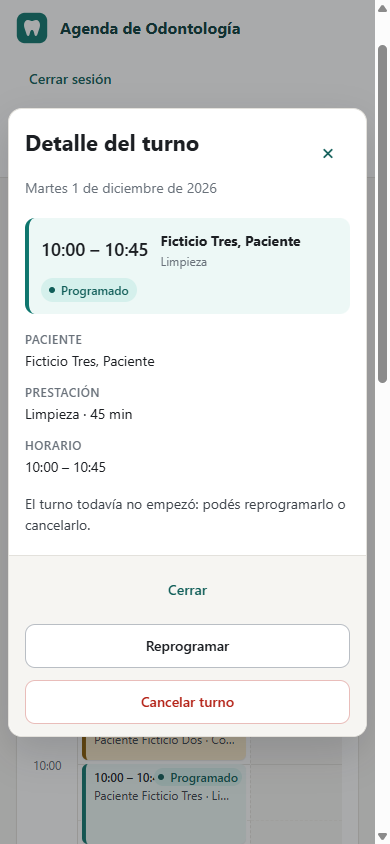 Agenda de Odontología
Cerrar sesión
Detalle del turno
×
Martes 1 de diciembre de 2026
10:00 – 10:45
Ficticio Tres, Paciente
Limpieza
Programado
PACIENTE
Ficticio Tres, Paciente
PRESTACIÓN
Limpieza · 45 min
HORARIO
10:00 – 10:45
El turno todavía no empezó: podés reprogramarlo o
cancelarlo.
Cerrar
Reprogramar
Cancelar turno
Paciente Ficticio Dos · Co...
10:00
10:00 – 10: Programado
Paciente Ficticio Tres · Li...